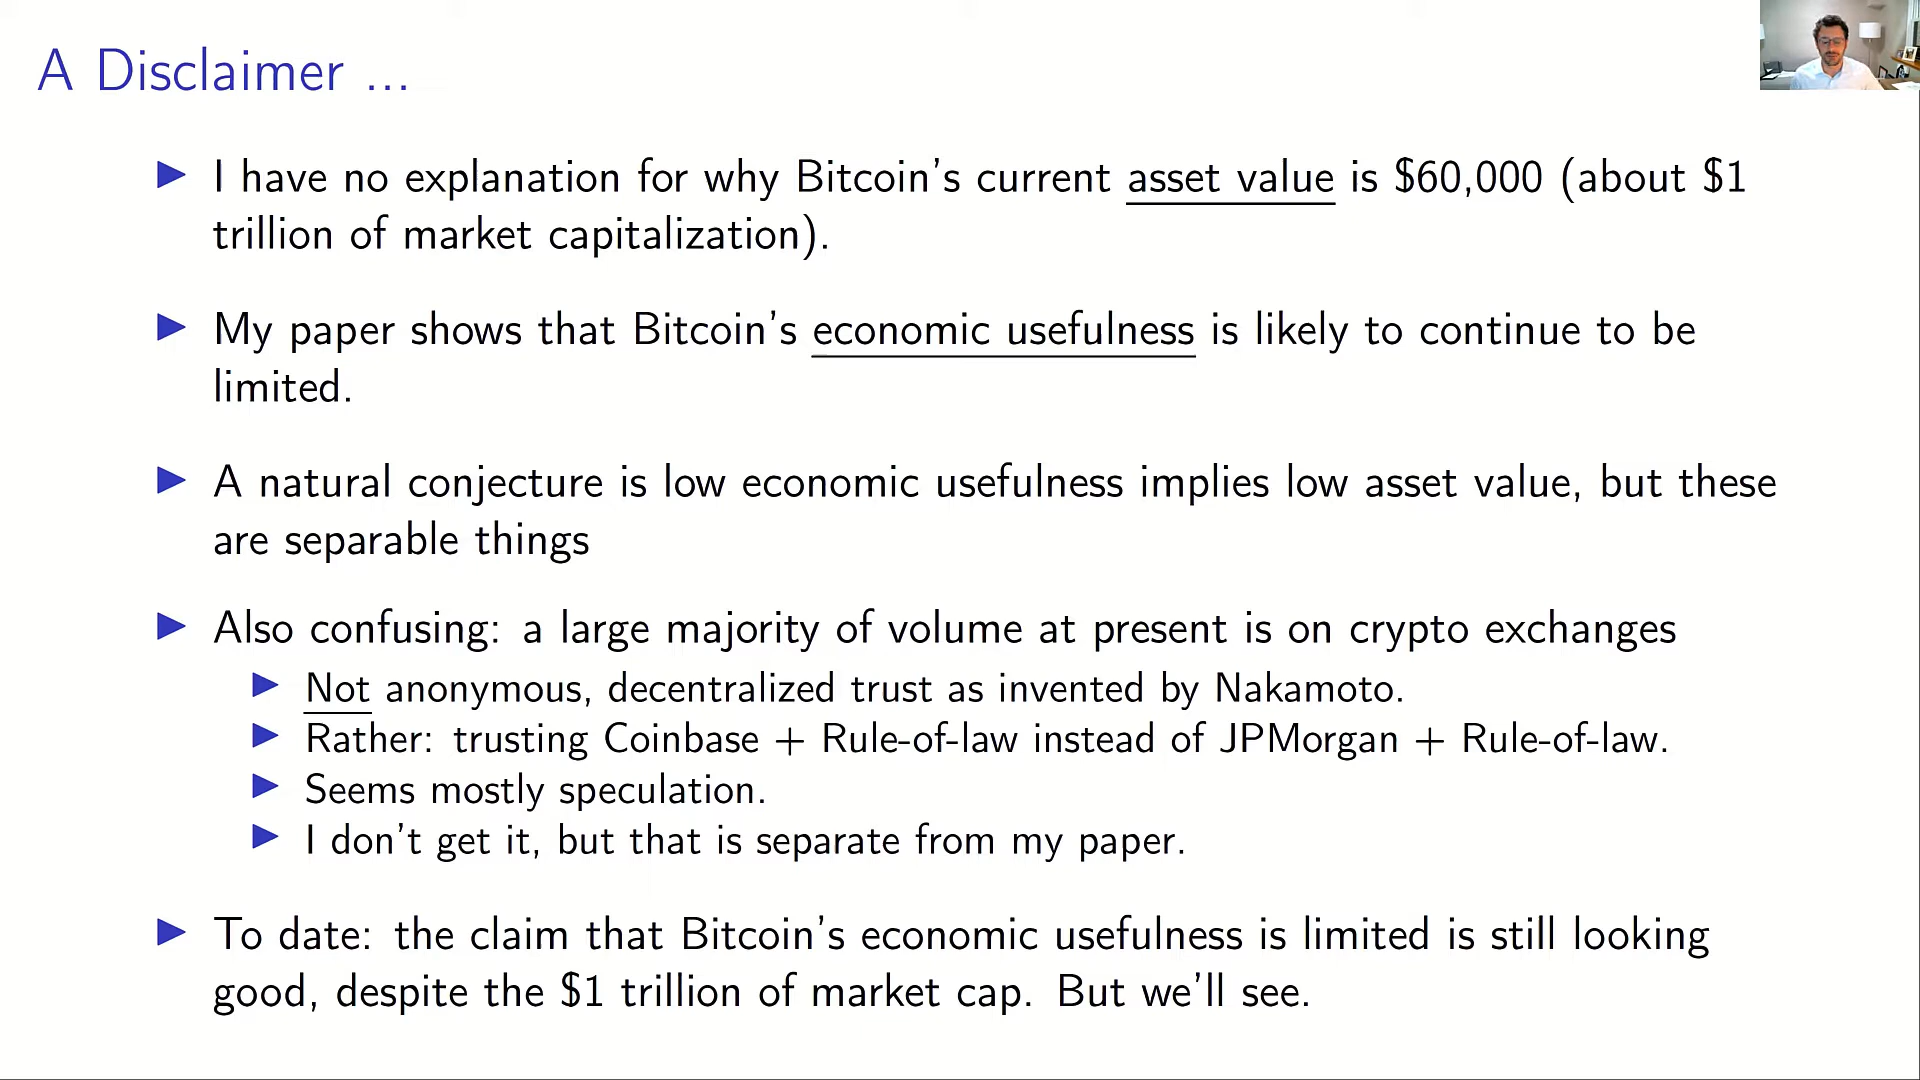 A Disclaimer ...
I have no explanation for why Bitcoin's current asset value is $60,000 (about $1
trillion of market capitalization).
My paper shows that Bitcoin's economic usefulness is likely to continue to be
limited.
A natural conjecture is low economic usefulness implies low asset value, but these
are separable things
Also confusing: a large majority of volume at present is on crypto exchanges
Not anonymous, decentralized trust as invented by Nakamoto.
Rather: trusting Coinbase + Rule-of-law instead of JPMorgan + Rule-of-law.
Seems mostly speculation.
I don't get it, but that is separate from my paper.
To date: the claim that Bitcoin's economic usefulness is limited is still looking
good, despite the $1 trillion of market cap. But we'll see.